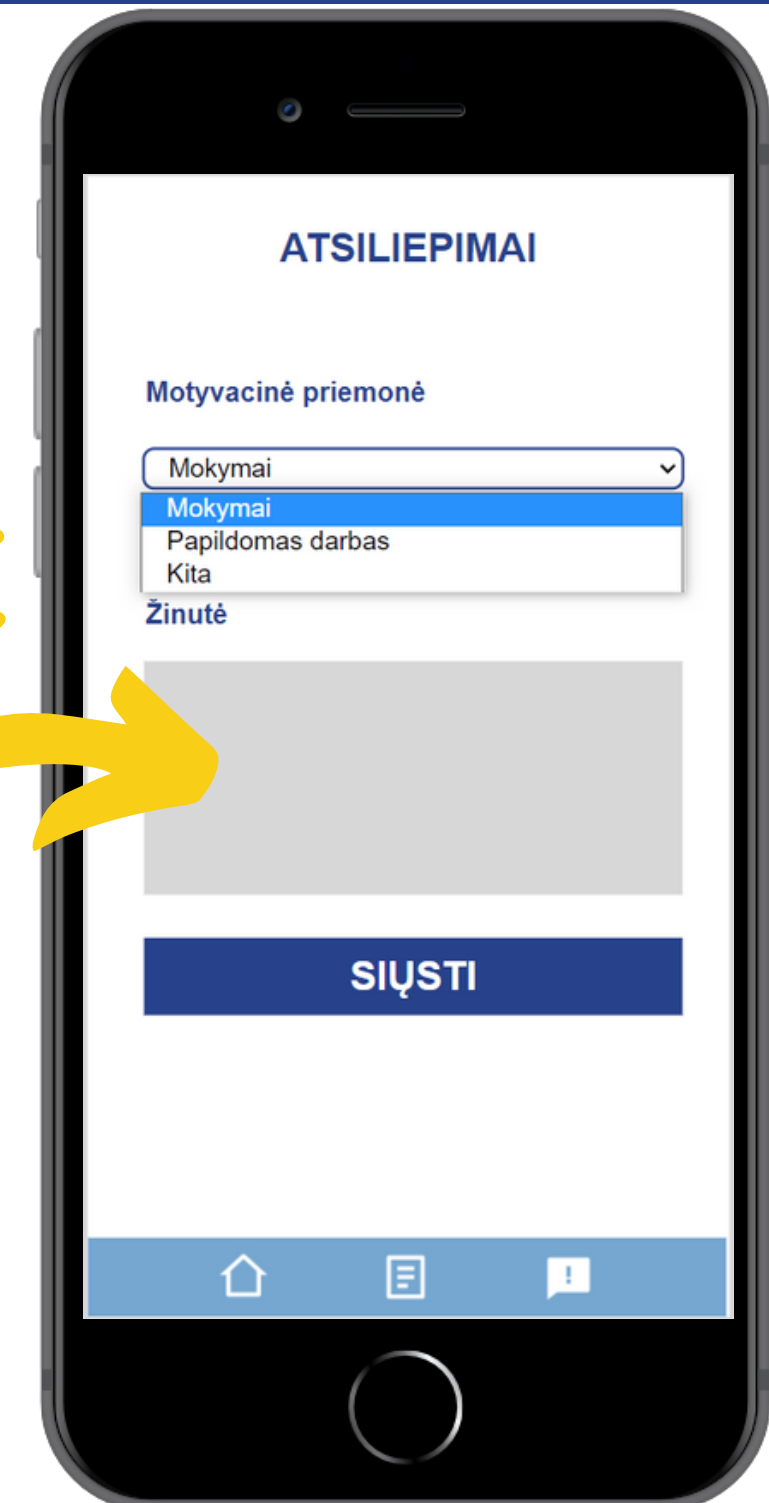 ATSILIEPIMAI
Motyvacinė priemonė
Mokymai
Mokymai
Papildomas darbas
Kita
Žinutė
SIŲSTI